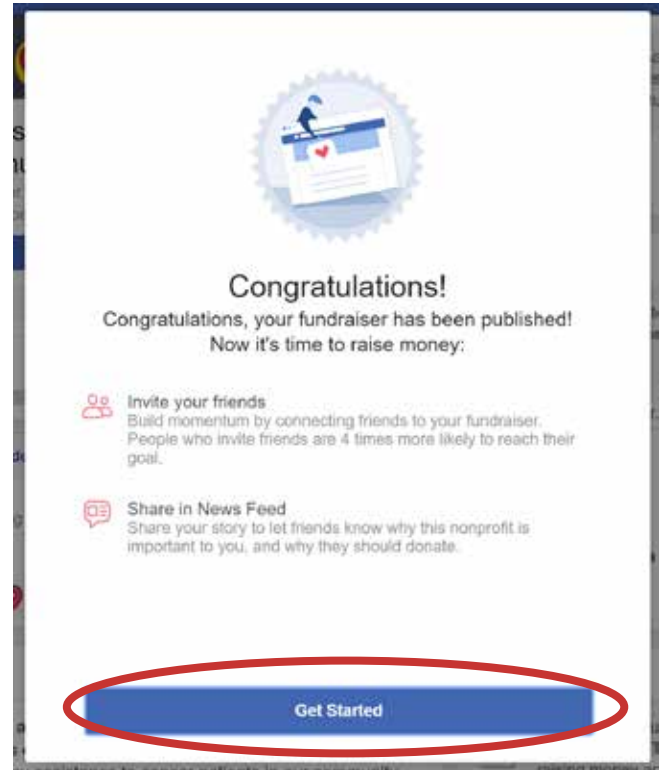 Congratulations!
Congratulations, your fundraiser has been published!
Now it's time to raise money:
Invite your friends
Build momentum by connecting friends to your fundraiser.
People who invite friends are 4 times more likely to reach their
goal.
Share in News Feed
Share your story to let friends know why this nonprofit is
important to you, and why they should donate.
Get Started